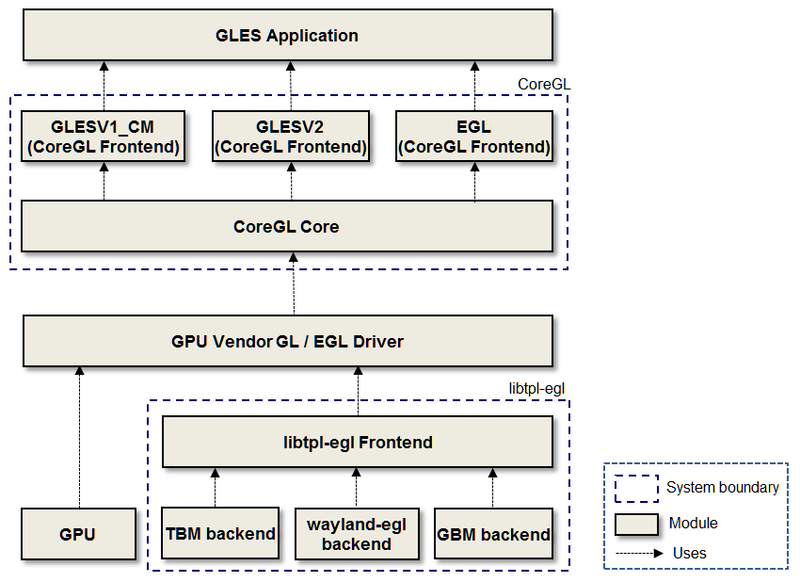 GLES Application
CoreGL
GLESV1_CM
(CoreGL Frontend)
GLESV2
(CoreGL Frontend)
EGL
(CoreGL Frontend)
CoreGL Core
GPU Vendor GL / EGL Driver
libtpl-egl
libtpl-egl Frontend
GPU
TBM backend
wayland-egl
backend
GBM backend
System boundary
Module
Uses